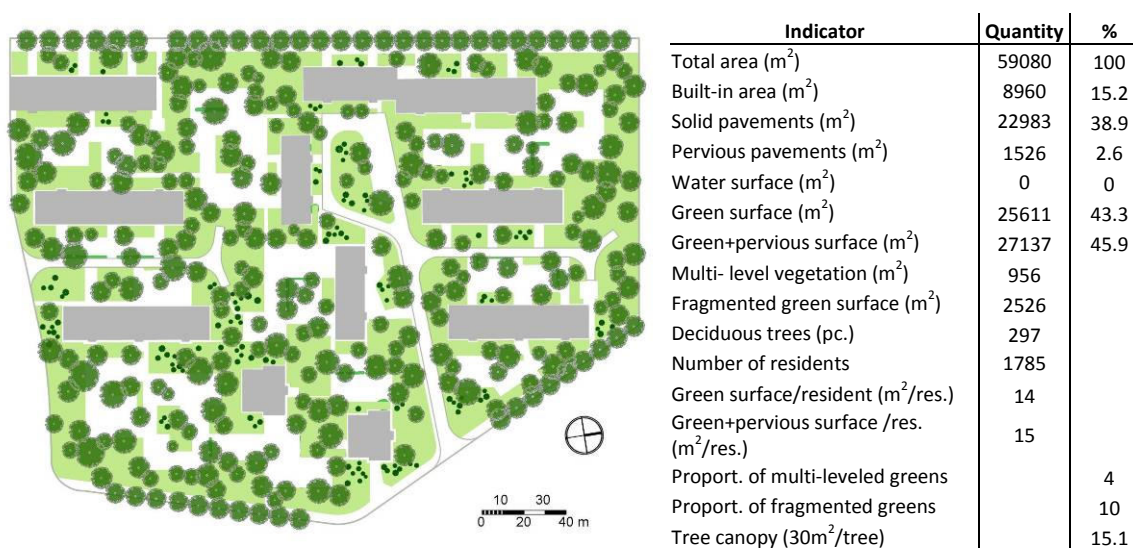 Indicator Quantity %
Total area (m²) 59080 100
Built-in area (m²) 8960 15.2
Solid pavements (m²) 22983 38.9
Pervious pavements (m²) 1526 2.6
Water surface (m²) 0 0
Green surface (m²) 25611 43.3
Green+pervious surface (m²) 27137 45.9
Multi- level vegetation (m²) 956
Fragmented green surface (m²) 2526
Deciduous trees (pc.) 297
Number of residents 1785
Green surface/resident (m²/res.) 14
Green+pervious surface /res.
(m²/res.) 15
Proport. of multi-leveled greens 4
Proport. of fragmented greens 10
Tree canopy (30m²/tree) 15.1
10 30
0 20 40 m